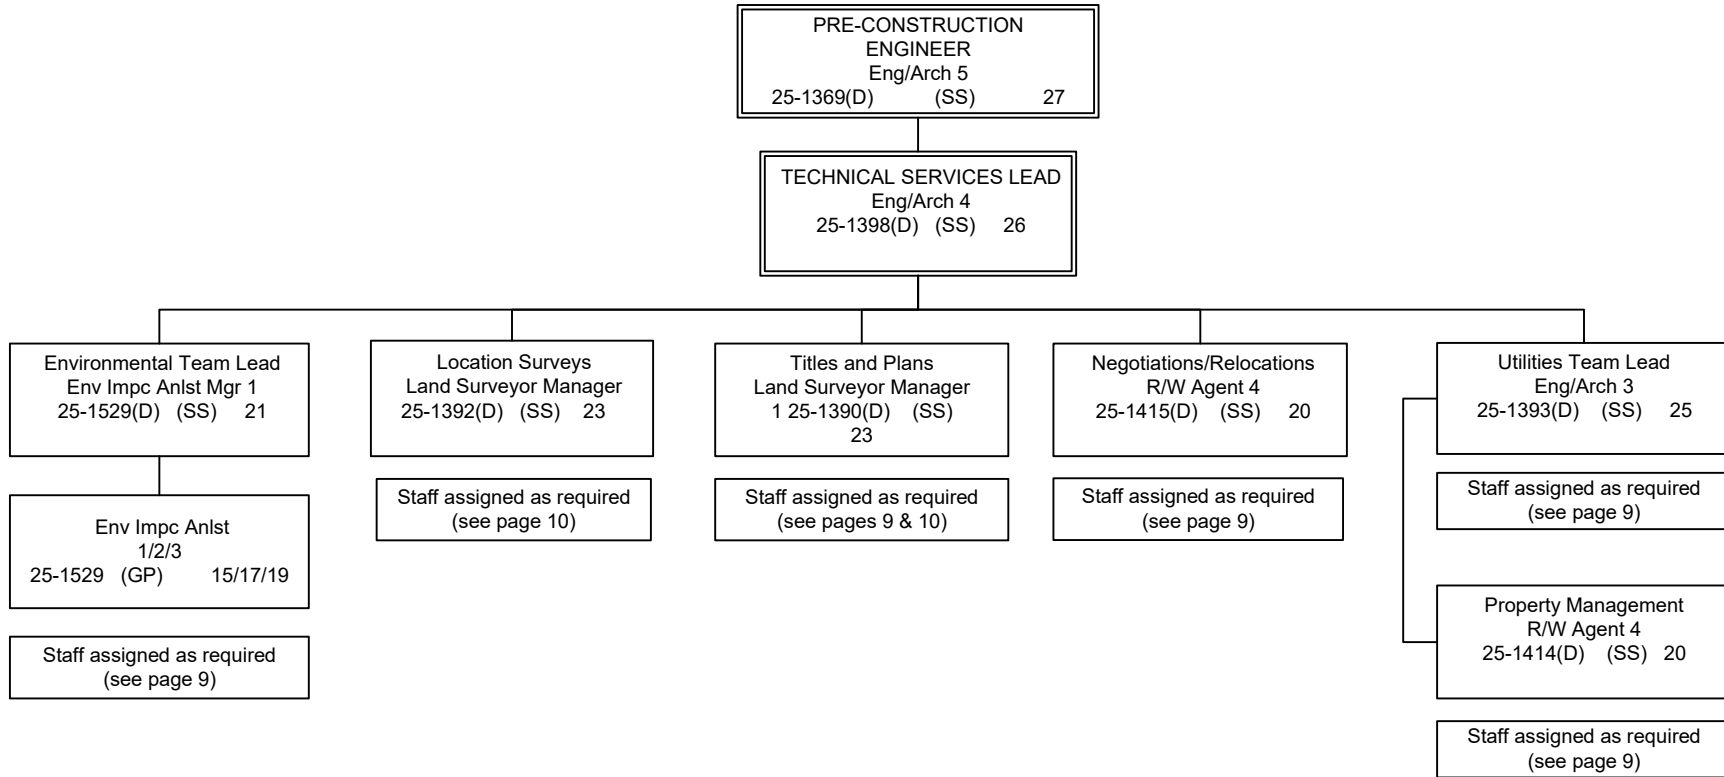 PRE-CONSTRUCTION
ENGINEER
Eng/Arch 5
25-1369(D) (SS) 27
TECHNICAL SERVICES LEAD
Eng/Arch 4
25-1398(D) (SS) 26
Environmental Team Lead
Env Impc Anlst Mgr 1
25-1529(D) (SS) 21
Location Surveys
Land Surveyor Manager
25-1392(D) (SS) 23
Titles and Plans
Land Surveyor Manager
1 25-1390(D) (SS)
23
Negotiations/Relocations
R/W Agent 4
25-1415(D) (SS) 20
Utilities Team Lead
Eng/Arch 3
25-1393(D) (SS) 25
Env Impc Anlst
1/2/3
25-1529 (GP) 15/17/19
Staff assigned as required
(see page 10)
Staff assigned as required
(see pages 9 & 10)
Staff assigned as required
(see page 9)
Staff assigned as required
(see page 9)
Staff assigned as required
(see page 9)
Property Management
R/W Agent 4
25-1414(D) (SS) 20
Staff assigned as required
(see page 9)